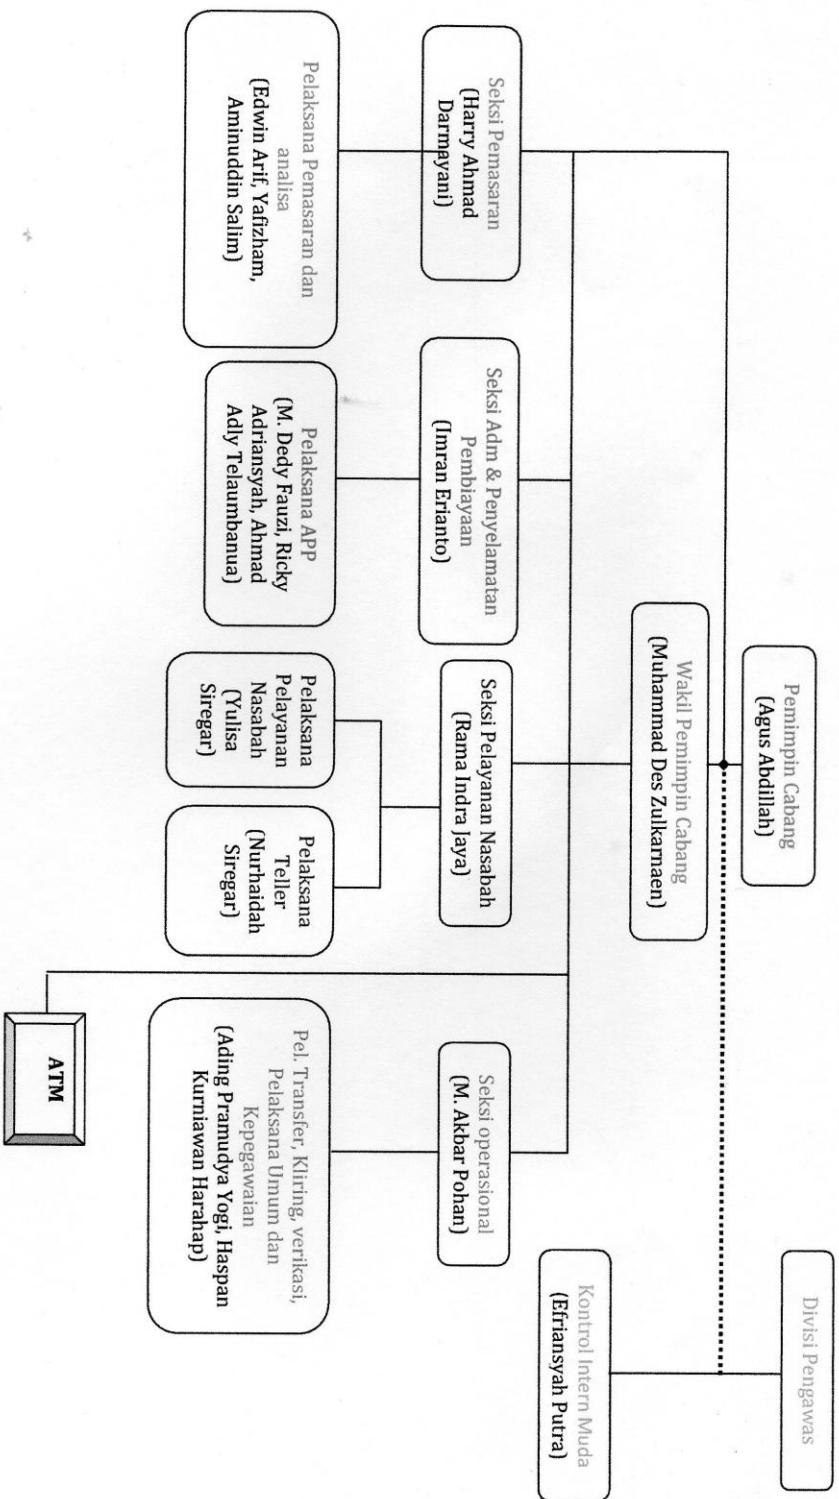 Pemimpin Cabang
(Agus Abdillah)
Divisi Pengawas
Wakil Pemimpin Cabang
(Muhammad Des Zulkarnaen)
Kontrol Intern Muda
(Efriansyah Putra)
Seksi Pemasaran
(Harry Ahmad
Darmayani)
Seksi Adm & Penyelamatan
Pembiayaan
(Imran Erianto)
Seksi Pelayanan Nasabah
(Rama Indra Jaya)
Seksi operasional
(M. Akbar Pohan)
Pelaksana Pemasaran dan
analisa
(Edwin Arif, Yafizham,
Aminuddin Salim)
Pelaksana APP
(M. Dedy Fauzi, Ricky
Adriansyah, Ahmad
Adly Telaumbanua)
Pelaksana
Pelayanan
Nasabah
(Yulisa
Siregar)
Pelaksana
Teller
(Nurhaidah
Siregar)
Pel. Transfer, Kliring, verikasi,
Pelaksana Umum dan
Kepegawaian
(Ading Pramudya Yogi, Haspan
Kurniawan Harahap)
ATM